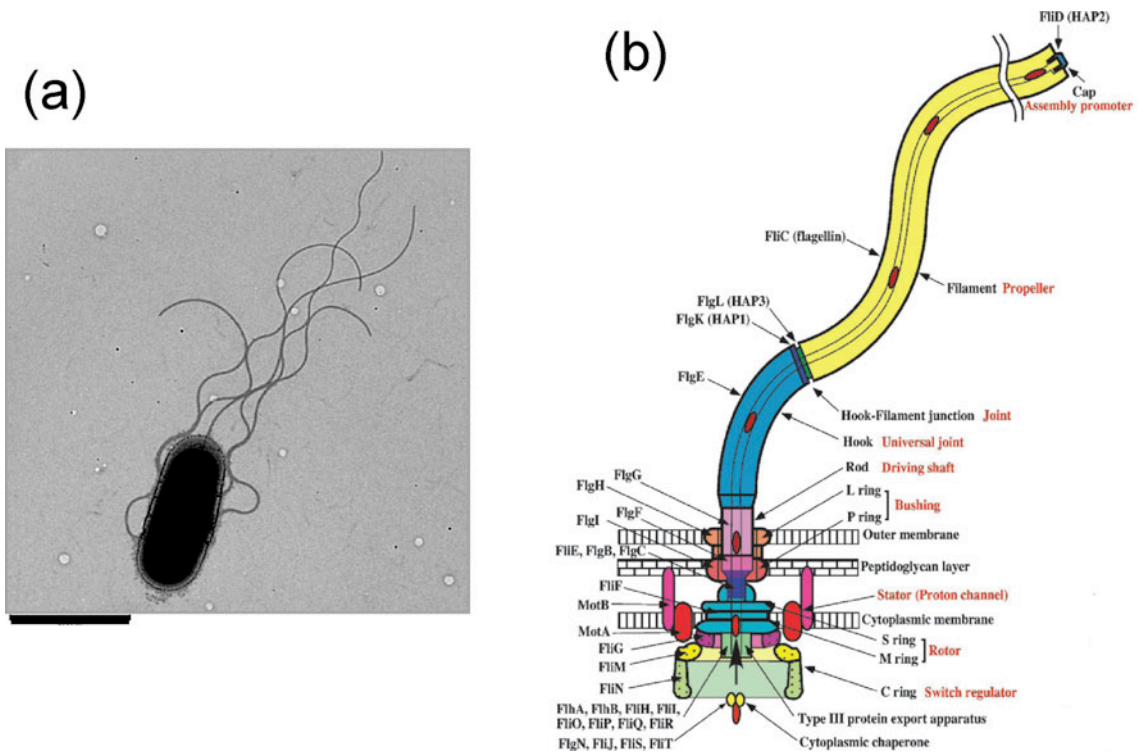 (a)
(b)
FliD (HAP2)
Cap
Assembly promoter
FliC (flagellin)
Filament Propeller
FlgL (HAP3)
FlgK (HAP1)
FlgE
Hook-Filament junction Joint
Hook Universal joint
FlgG
Rod Driving shaft
FlgH
L ring
Bushing
FlgF
FlgI
P ring
Outer membrane
FliE, FlgB, FlgC
Peptidoglycan layer
FliF
Stator (Proton channel)
MotB
Cytoplasmic membrane
MotA
S ring
Rotor
FliG
M ring
FliM
FliN
C ring Switch regulator
FlhA, FlhB, FliH, FliI,
FliO, FliP, FliQ, FliR
Type III protein export apparatus
FlgN, FliJ, FliS, FliT
Cytoplasmic chaperone